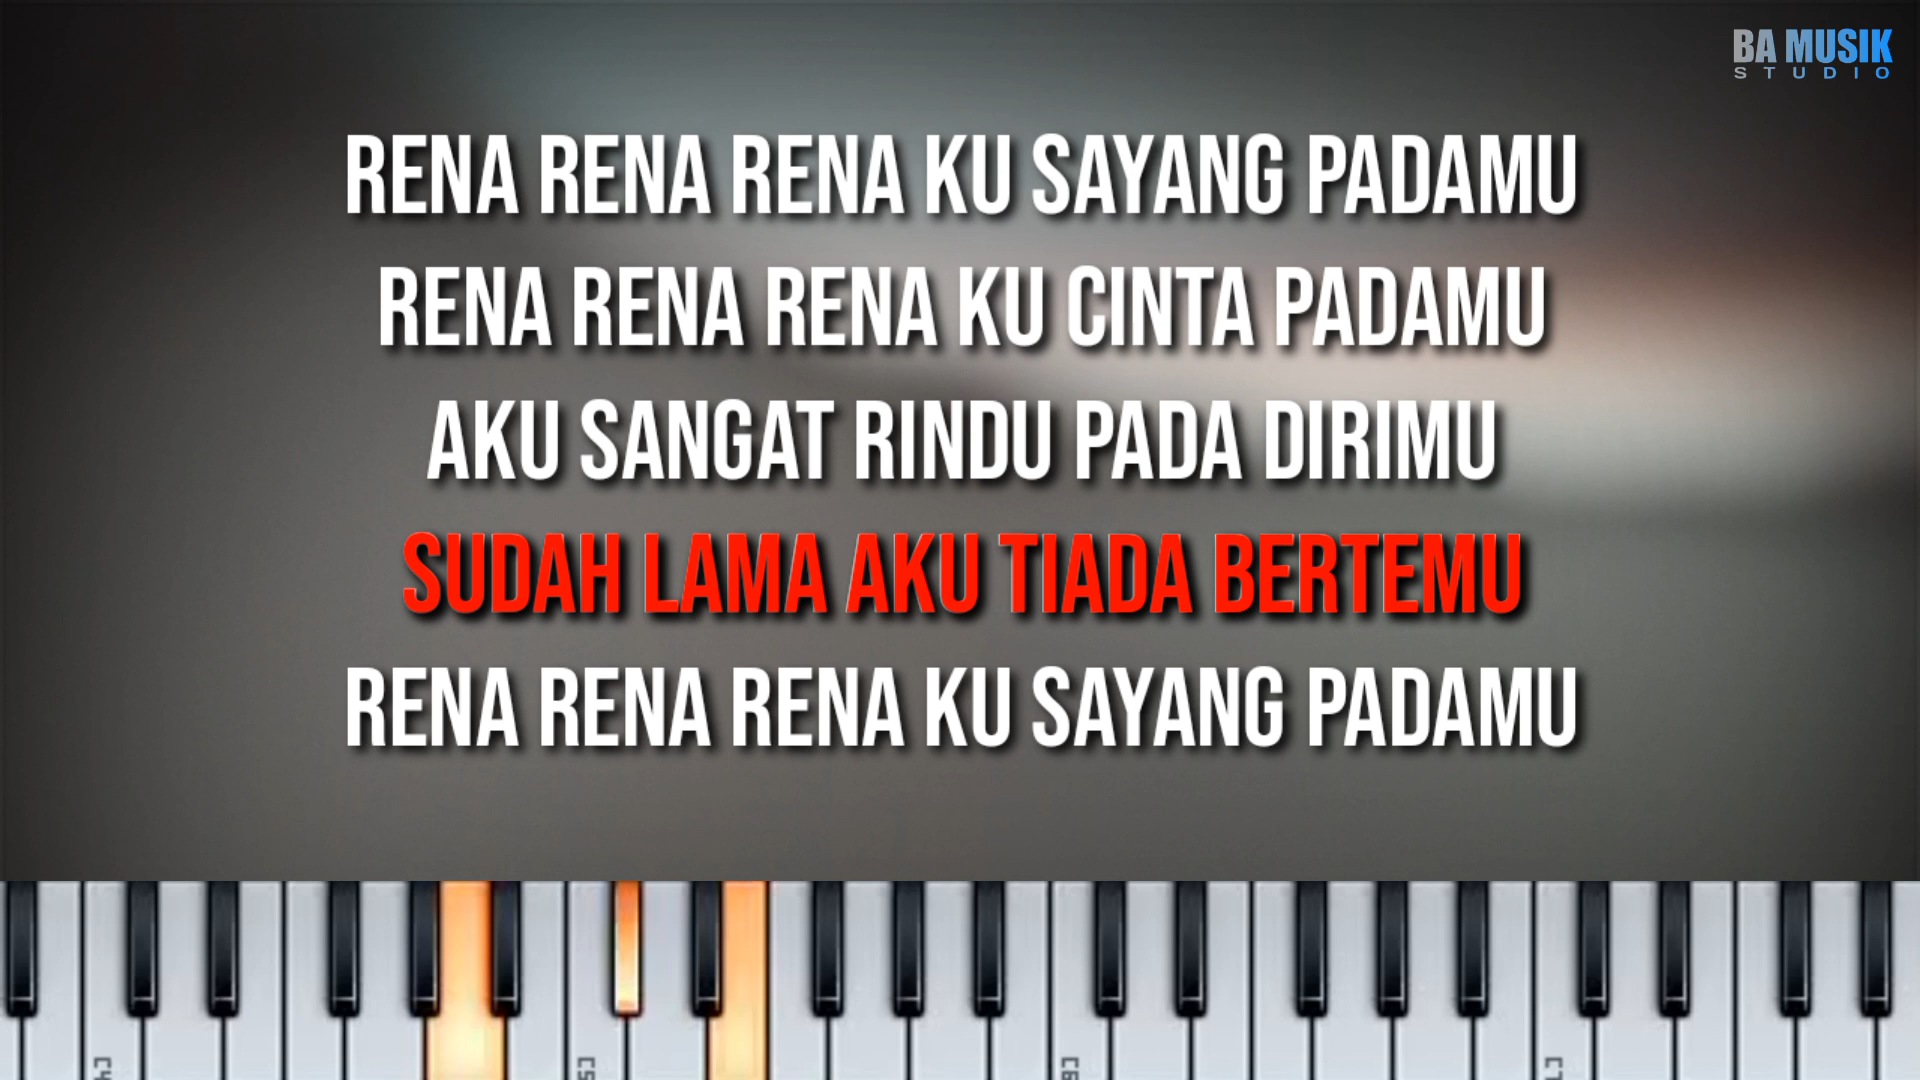 BA MUSIK
STUDIO
RENA RENA RENA KU SAYANG PADAMU
RENA RENA RENA KU CINTA PADAMU
AKU SANGAT RINDU PADA DIRIMU
SUDAH LAMA AKU TIADA BERTEMU
RENA RENA RENA KU SAYANG PADAMU
C4 C5 C6 C7